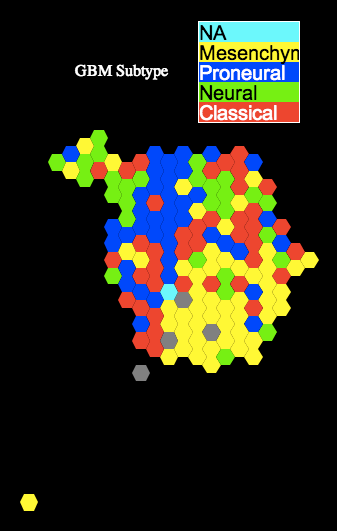 GBM Subtype
NA
Mesenchyn
Proneural
Neural
Classical